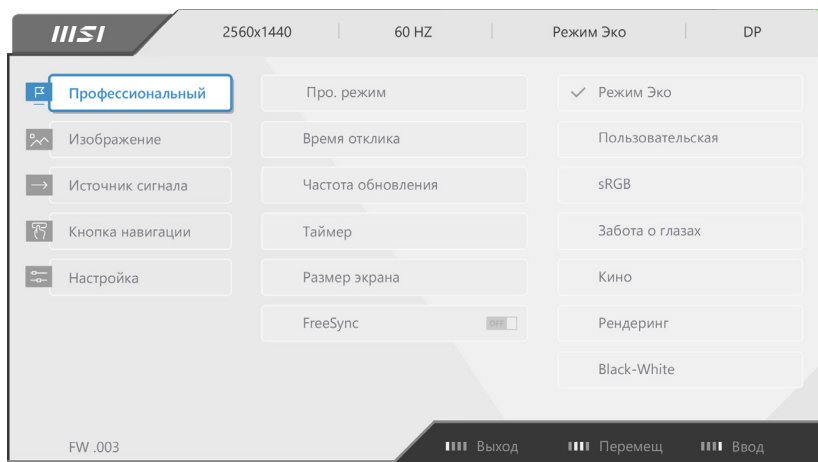 msi 2560x1440 60 HZ Режим Эко DP
Профессиональный Про. режим Режим Эко
Изображение Время отклика Пользовательская
Источник сигнала Частота обновления sRGB
Кнопка навигации Таймер Забота о глазах
Настройка Размер экрана Кино
FreeSync OFF Рендеринг
Black-White
FW .003 Выход Перемещ Ввод